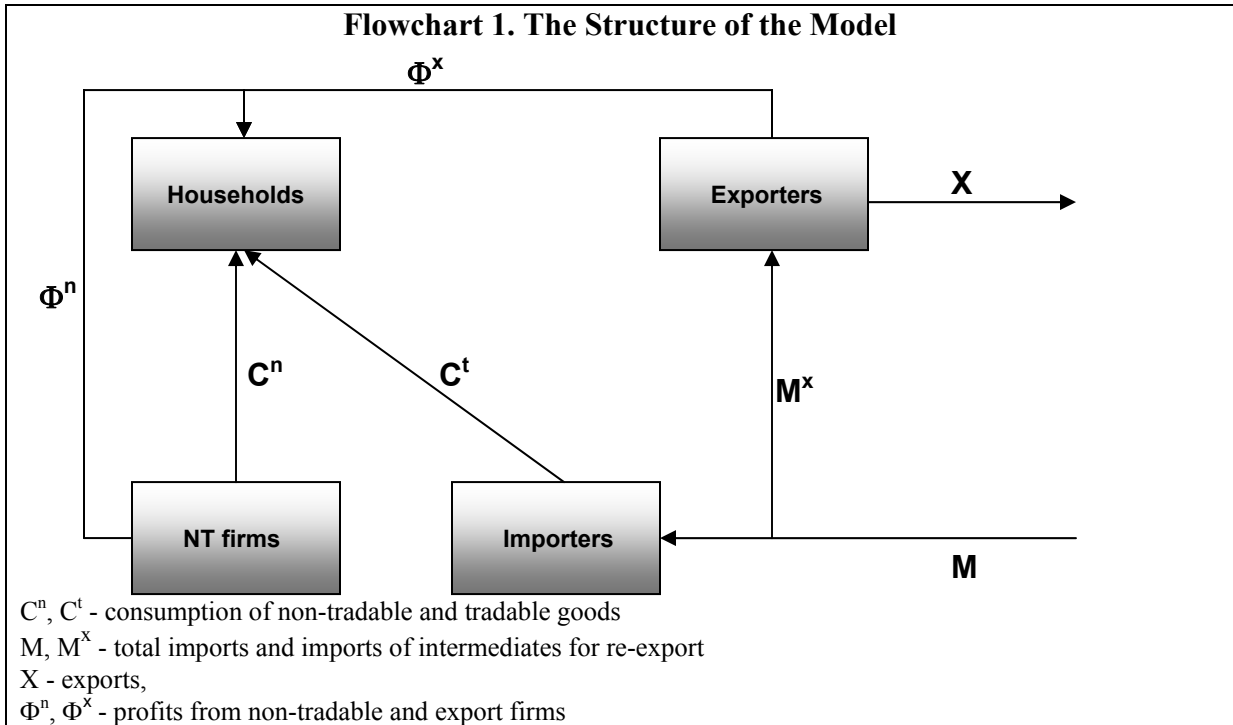 Flowchart 1. The Structure of the Model
Φˣ
Households
Exporters
X
Φⁿ
Cⁿ
Cᵗ
Mˣ
NT firms
Importers
M
Cⁿ, Cᵗ - consumption of non-tradable and tradable goods
M, Mˣ - total imports and imports of intermediates for re-export
X - exports,
Φⁿ, Φˣ - profits from non-tradable and export firms